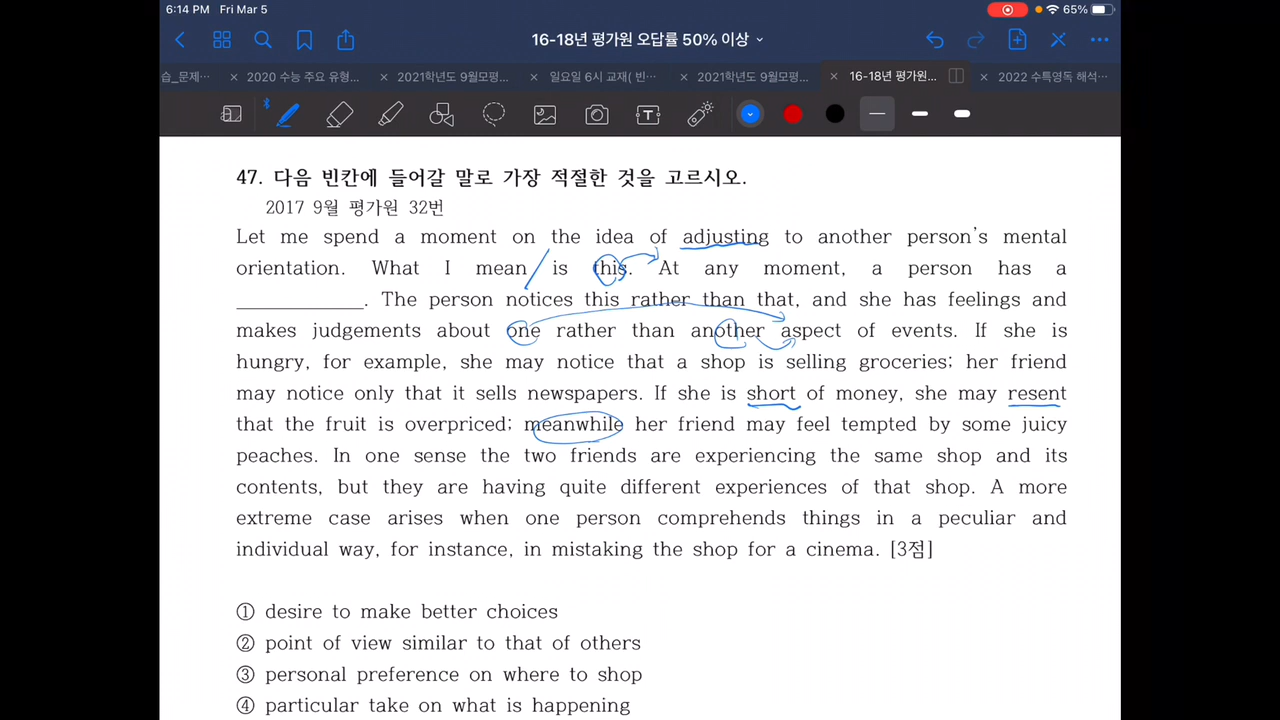 6:14 PM Fri Mar 5
65%
16-18년 평가원 오답률 50% 이상
습_문제…
2020 수능 주요 유형…
2021학년도 9월모평…
일요일 6시 교재( 빈…
2021학년도 9월모평…
16-18년 평가원…
2022 수특영독 해석…
47. 다음 빈칸에 들어갈 말로 가장 적절한 것을 고르시오.
2017 9월 평가원 32번
Let me spend a moment on the idea of adjusting to another person's mental
orientation. What I mean is this. At any moment, a person has a
____________. The person notices this rather than that, and she has feelings and
makes judgements about one rather than another aspect of events. If she is
hungry, for example, she may notice that a shop is selling groceries; her friend
may notice only that it sells newspapers. If she is short of money, she may resent
that the fruit is overpriced; meanwhile her friend may feel tempted by some juicy
peaches. In one sense the two friends are experiencing the same shop and its
contents, but they are having quite different experiences of that shop. A more
extreme case arises when one person comprehends things in a peculiar and
individual way, for instance, in mistaking the shop for a cinema. [3점]
① desire to make better choices
② point of view similar to that of others
③ personal preference on where to shop
④ particular take on what is happening